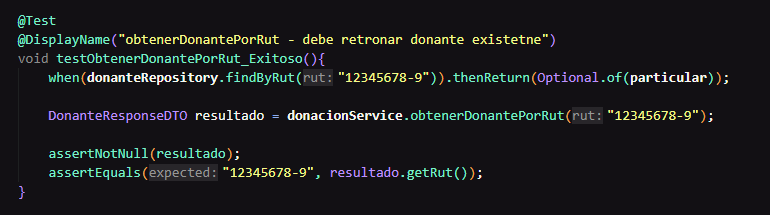 @Test
@DisplayName("obtenerDonantePorRut - debe retronar donante existetne")
void testObtenerDonantePorRut_Exitoso(){
when(donanteRepository.findByRut(rut: "12345678-9")).thenReturn(Optional.of(particular));
DonanteResponseDTO resultado = donacionService.obtenerDonantePorRut(rut: "12345678-9");
assertNotNull(resultado);
assertEquals(expected: "12345678-9", resultado.getRut());
}